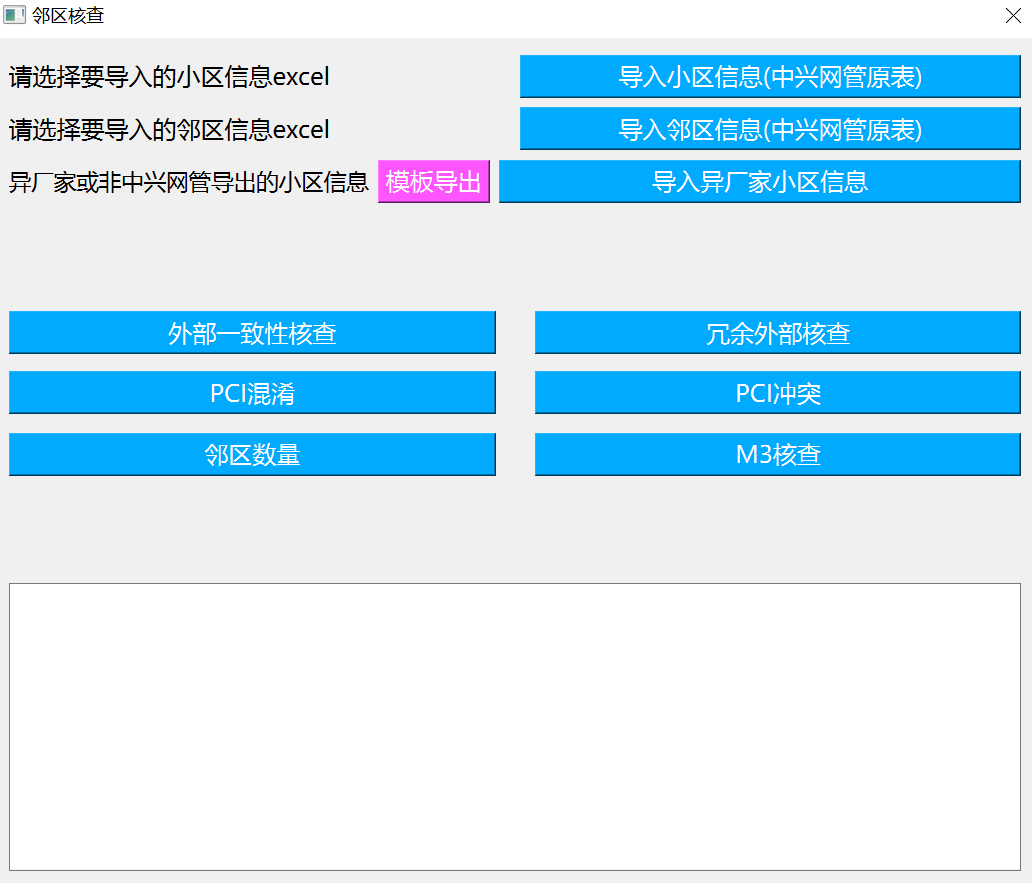 邻区核查
请选择要导入的小区信息excel 导入小区信息(中兴网管原表)
请选择要导入的邻区信息excel 导入邻区信息(中兴网管原表)
异厂家或非中兴网管导出的小区信息 模板导出 导入异厂家小区信息
外部一致性核查 冗余外部核查
PCI混淆 PCI冲突
邻区数量 M3核查